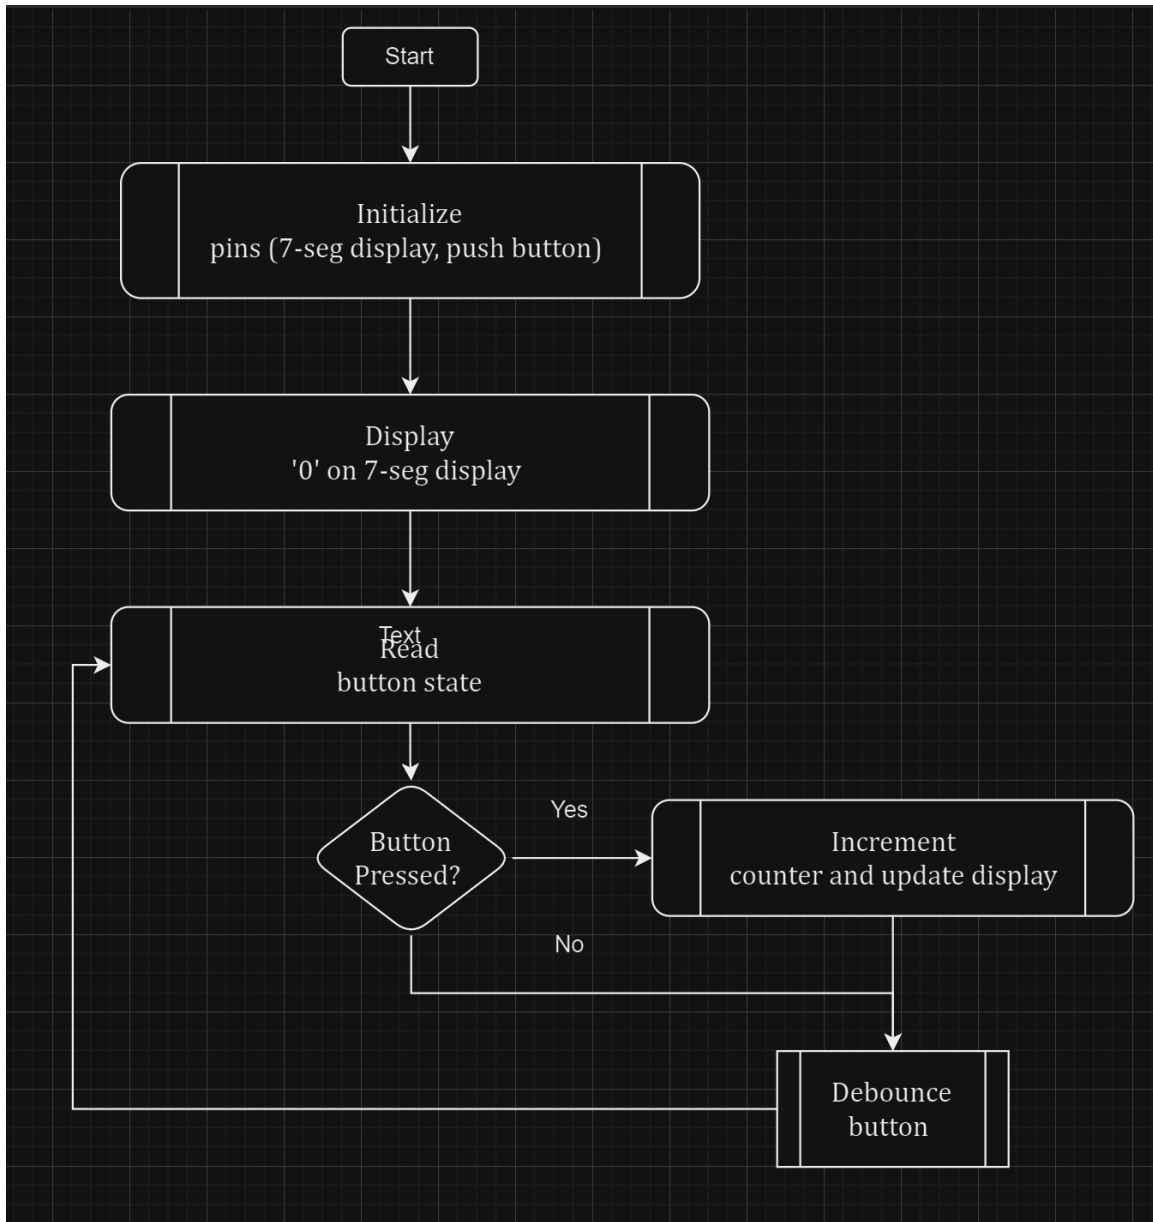 Start
Initialize
pins (7-seg display, push button)
Display
'0' on 7-seg display
Text
Read
button state
Button
Pressed?
Yes
Increment
counter and update display
No
Debounce
button